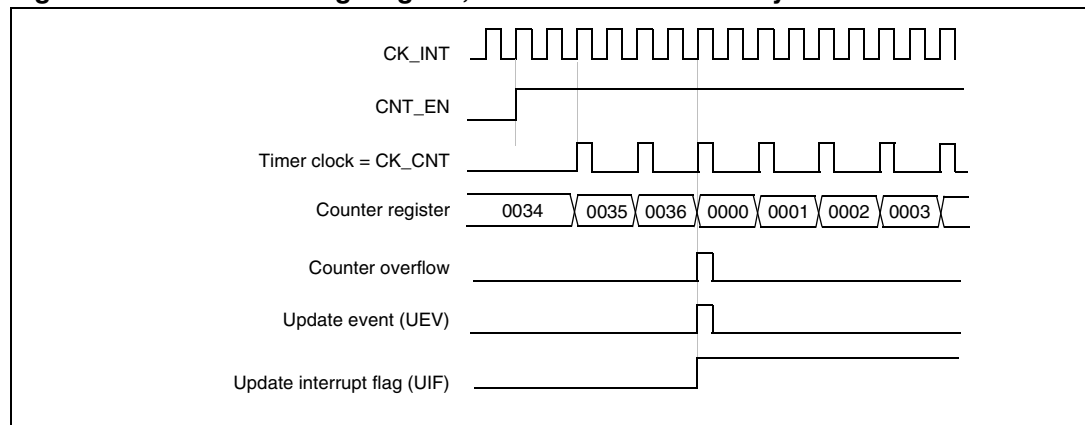 CK_INT
CNT_EN
Timer clock = CK_CNT
Counter register 0034 0035 0036 0000 0001 0002 0003
Counter overflow
Update event (UEV)
Update interrupt flag (UIF)